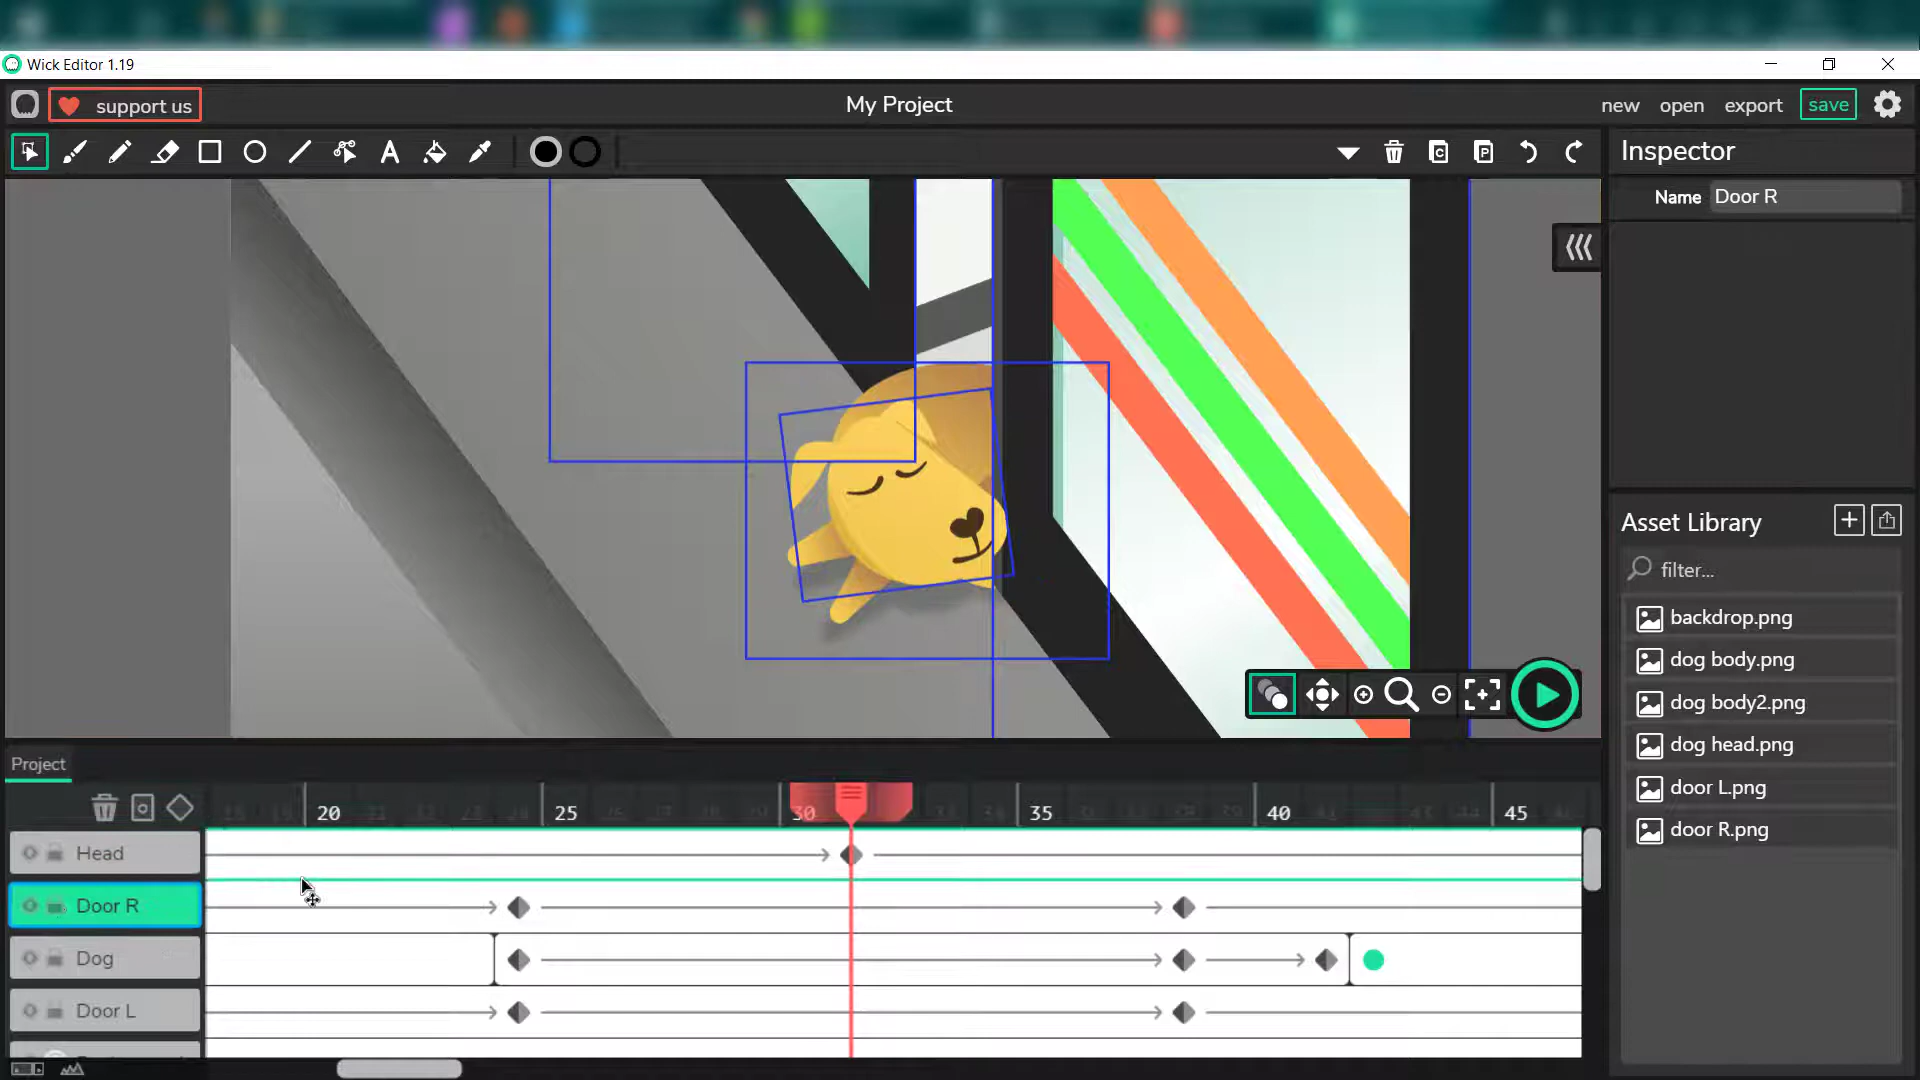 Wick Editor 1.19
support us
My Project
new open export save
Inspector
Name Door R
A
Asset Library
filter...
backdrop.png
dog body.png
dog body2.png
dog head.png
door L.png
door R.png
Project
20 25 30 35 40 45
Head
Door R
Dog
Door L